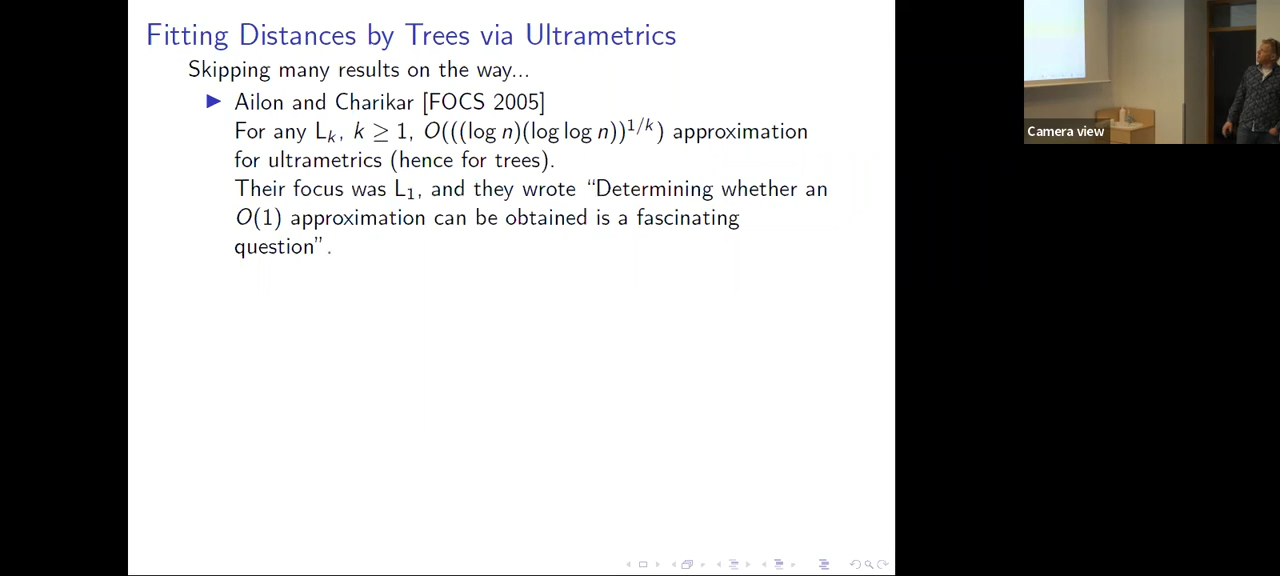 Fitting Distances by Trees via Ultrametrics
Skipping many results on the way...
▶ Ailon and Charikar [FOCS 2005]
For any Lₖ, k ≥ 1, O(((log n)(log log n))^{1/k}) approximation
for ultrametrics (hence for trees).
Their focus was L₁, and they wrote “Determining whether an
O(1) approximation can be obtained is a fascinating
question”.
Camera view